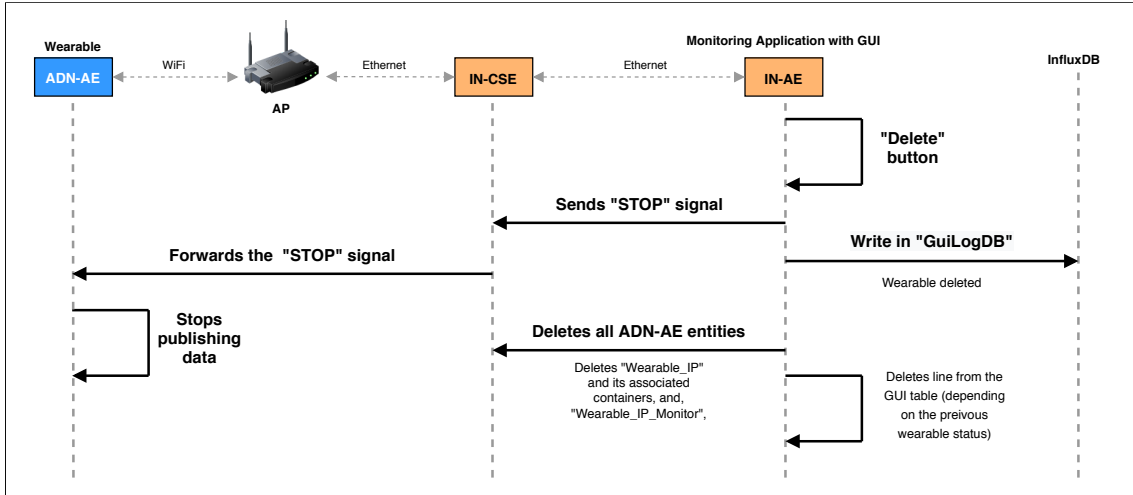 Wearable
Monitoring Application with GUI
InfluxDB
ADN-AE
WiFi
AP
Ethernet
IN-CSE
Ethernet
IN-AE
"Delete"
button
Sends "STOP" signal
Write in "GuiLogDB"
Wearable deleted
Forwards the "STOP" signal
Stops
publishing
data
Deletes all ADN-AE entities
Deletes "Wearable_IP"
and its associated
containers, and,
"Wearable_IP_Monitor",
Deletes line from the
GUI table (depending
on the preivous
wearable status)